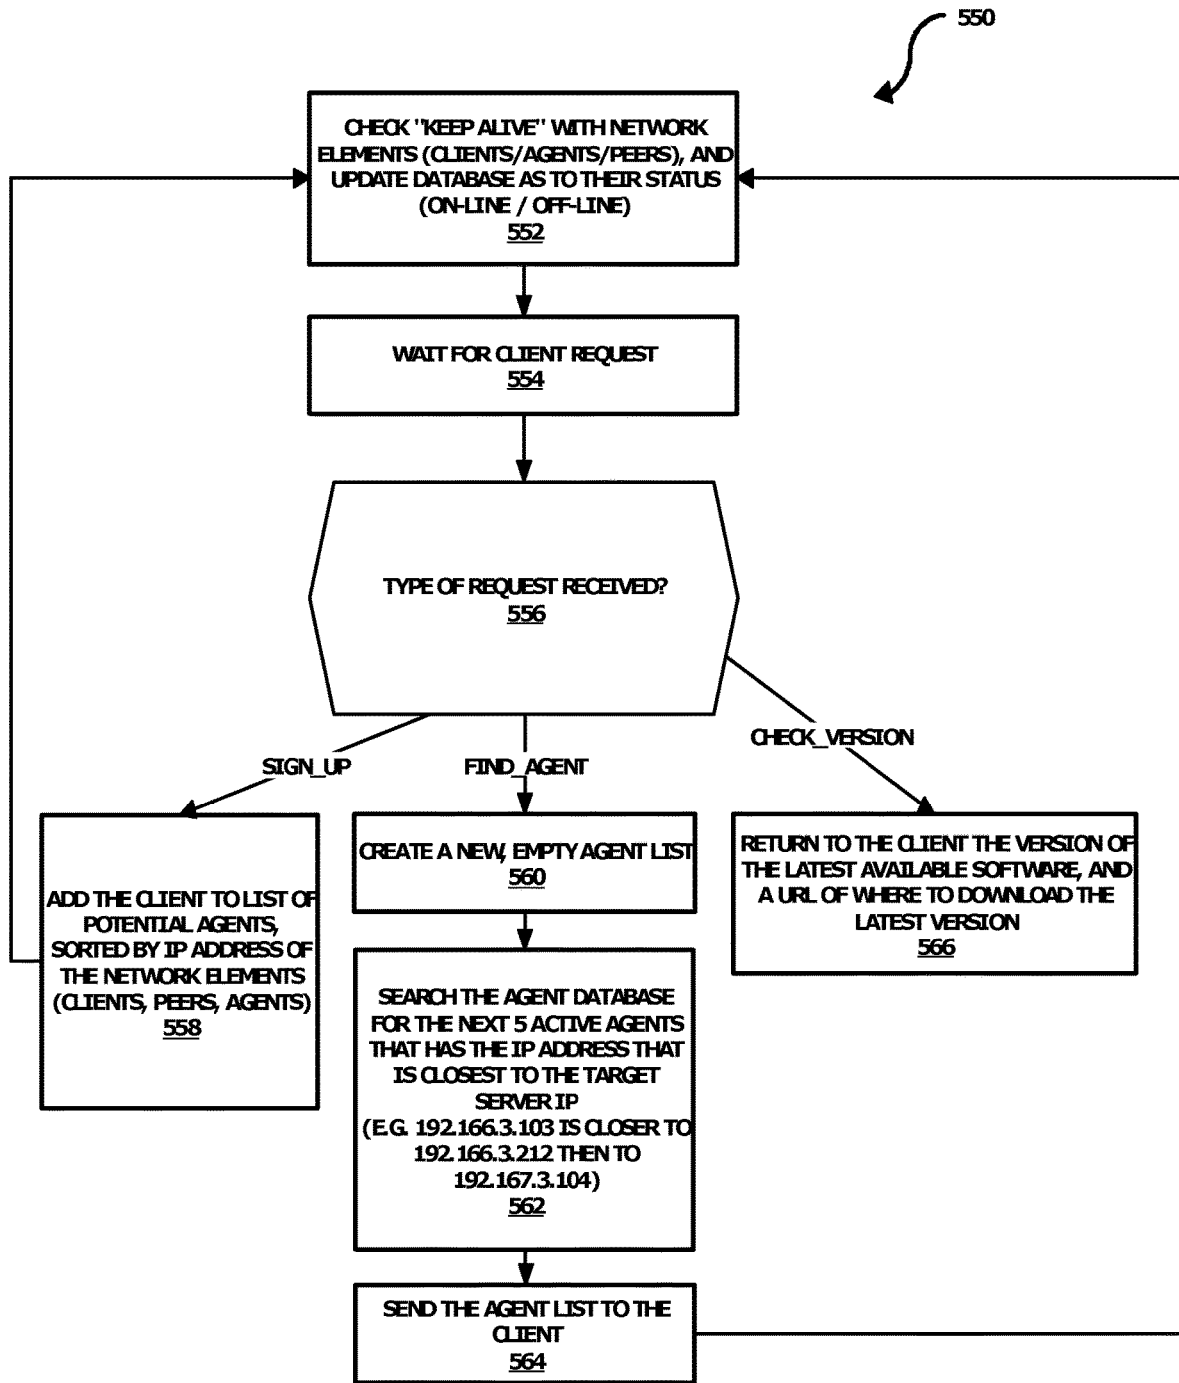 550
CHECK "KEEP ALIVE" WITH NETWORK
ELEMENTS (CLIENTS/AGENTS/PEERS), AND
UPDATE DATABASE AS TO THEIR STATUS
(ON-LINE / OFF-LINE)
552
WAIT FOR CLIENT REQUEST
554
TYPE OF REQUEST RECEIVED?
556
SIGN_UP
FIND_AGENT
CHECK_VERSION
ADD THE CLIENT TO LIST OF
POTENTIAL AGENTS,
SORTED BY IP ADDRESS OF
THE NETWORK ELEMENTS
(CLIENTS, PEERS, AGENTS)
558
CREATE A NEW, EMPTY AGENT LIST
560
SEARCH THE AGENT DATABASE
FOR THE NEXT 5 ACTIVE AGENTS
THAT HAS THE IP ADDRESS THAT
IS CLOSEST TO THE TARGET
SERVER IP
(E.G. 192.166.3.103 IS CLOSER TO
192.166.3.212 THEN TO
192.167.3.104)
562
SEND THE AGENT LIST TO THE
CLIENT
564
RETURN TO THE CLIENT THE VERSION OF
THE LATEST AVAILABLE SOFTWARE, AND
A URL OF WHERE TO DOWNLOAD THE
LATEST VERSION
566